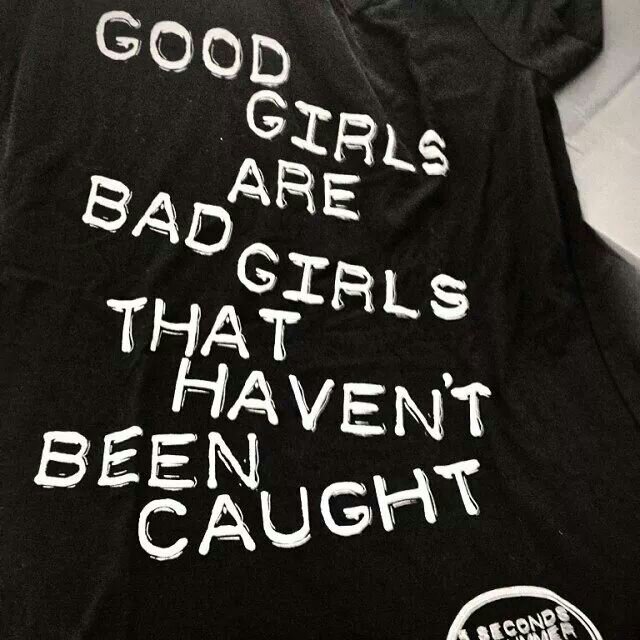 GOOD
GIRLS
ARE
BAD
GIRLS
THAT
HAVEN'T
BEEN
CAUGHT
SECONDS